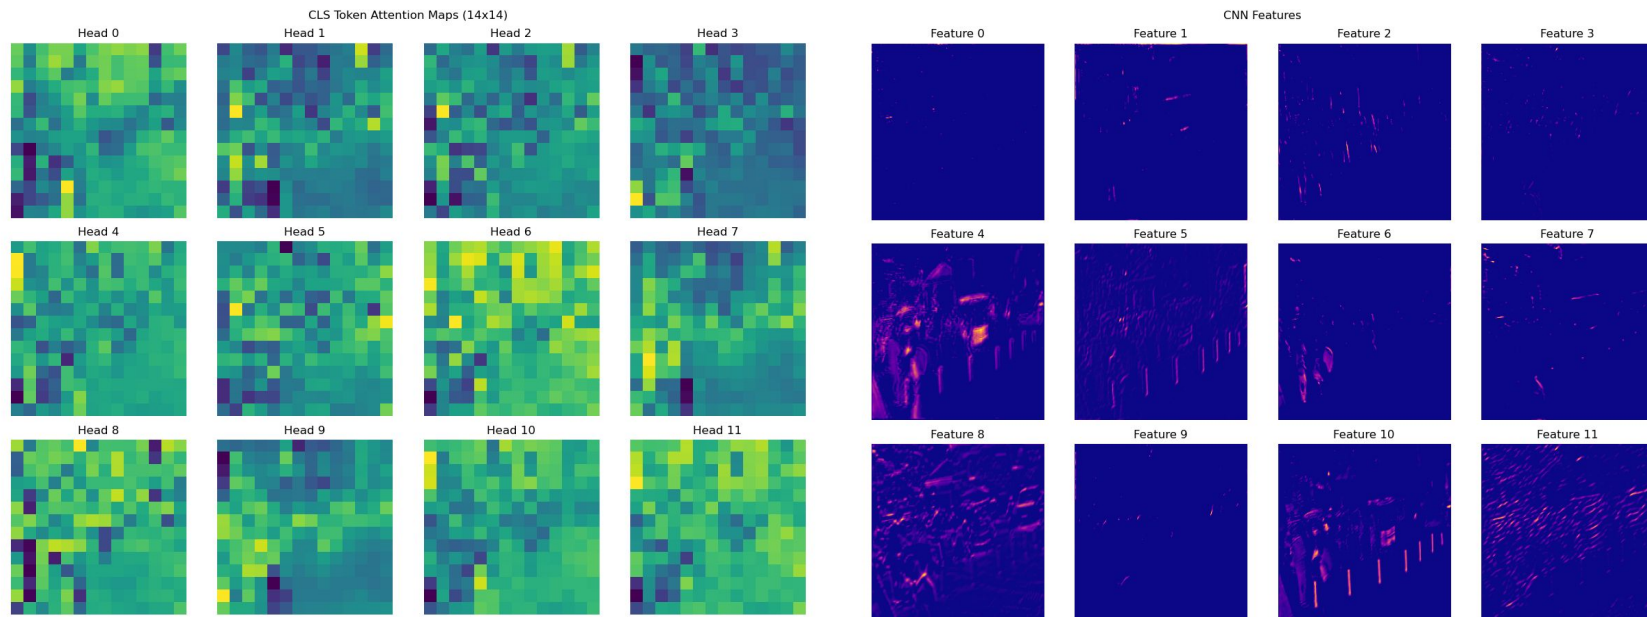 CLS Token Attention Maps (14x14)
Head 0 Head 1 Head 2 Head 3
Head 4 Head 5 Head 6 Head 7
Head 8 Head 9 Head 10 Head 11
CNN Features
Feature 0 Feature 1 Feature 2 Feature 3
Feature 4 Feature 5 Feature 6 Feature 7
Feature 8 Feature 9 Feature 10 Feature 11